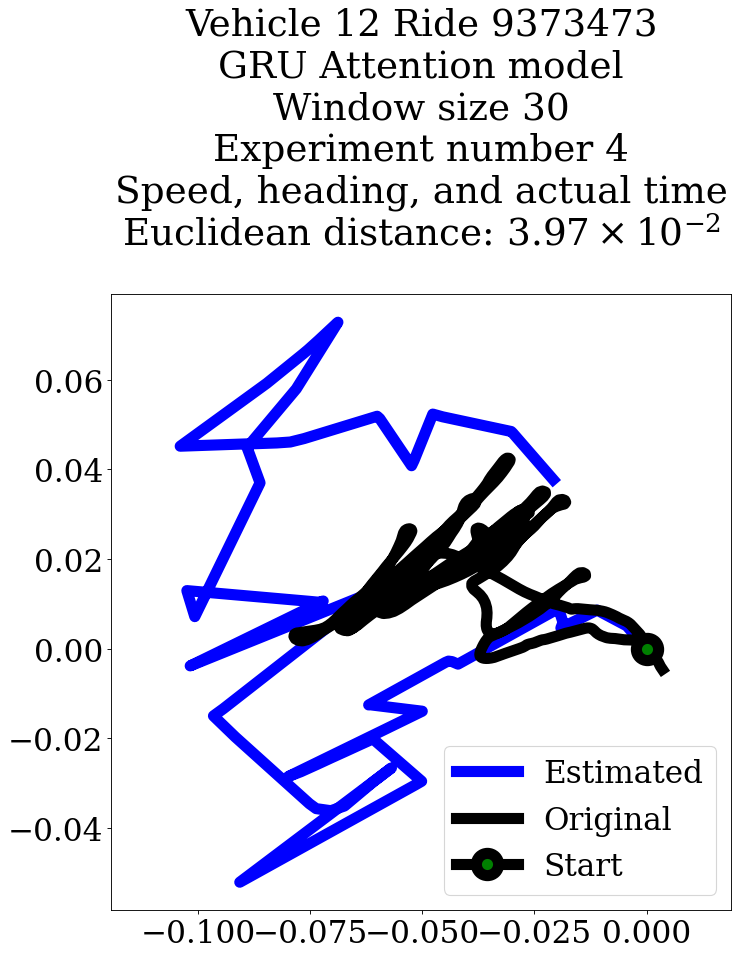 Vehicle 12 Ride 9373473
GRU Attention model
Window size 30
Experiment number 4
Speed, heading, and actual time
Euclidean distance: 3.97 × 10⁻²
0.06
0.04
0.02
0.00
−0.02
−0.04
Estimated
Original
Start
−0.100 −0.075 −0.050 −0.025 0.000